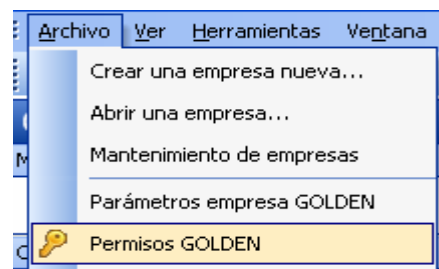 Archivo Ver Herramientas Ventana
Crear una empresa nueva...
Abrir una empresa...
Mantenimiento de empresas
Parámetros empresa GOLDEN
Permisos GOLDEN